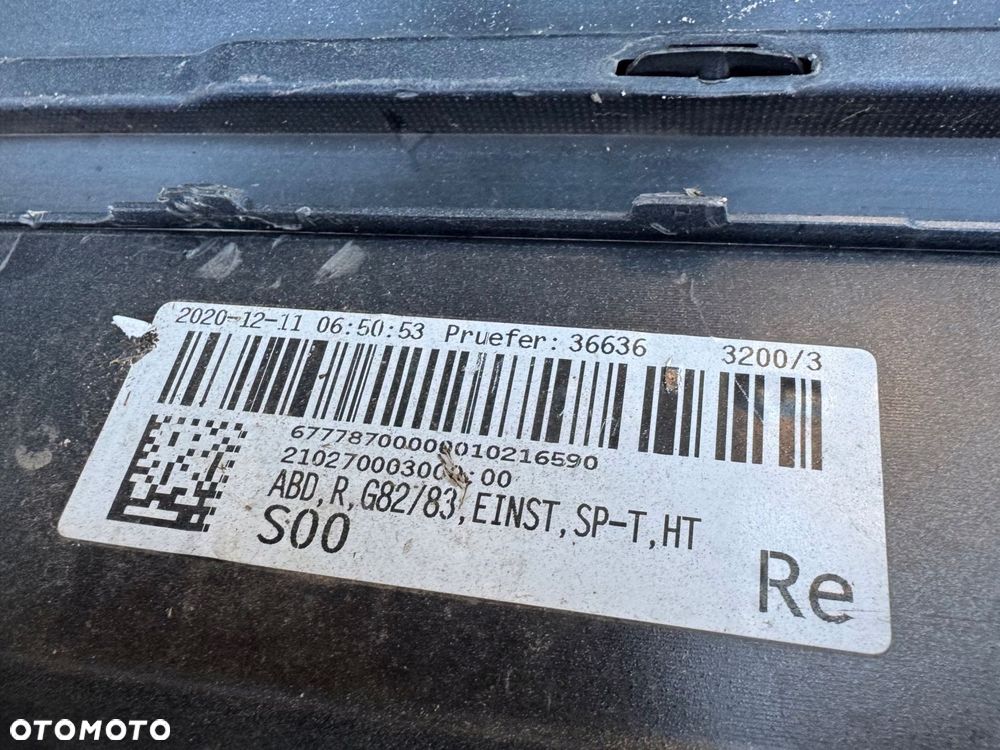 2020-12-11 06:50:53 Pruefer: 36636 3200/3
ABD,R,G82/83,EINST,SP-T,HT
S00
Re
OTOMOTO